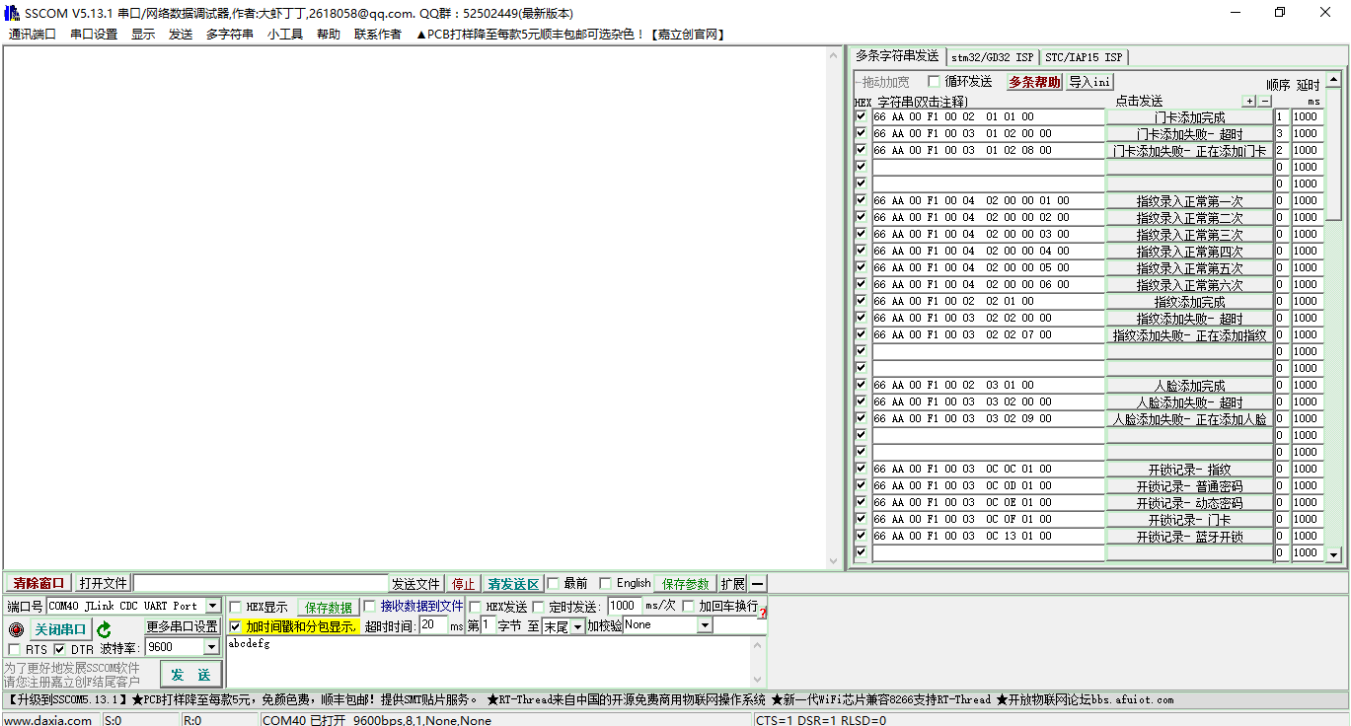 SSCOM V5.13.1 串口/网络数据调试器,作者:大虾丁丁,2618058@qq.com. QQ群：52502449(最新版本)
通讯端口 串口设置 显示 发送 多字符串 小工具 帮助 联系作者 ▲PCB打样降至每款5元顺丰包邮可选杂色！【嘉立创官网】
多条字符串发送 stm32/GD32 ISP STC/IAP15 ISP
←拖动加宽 循环发送 多条帮助 导入ini 顺序 延时
HEX 字符串(双击注释) 点击发送 + - ms
66 AA 00 F1 00 02 01 01 00 门卡添加完成 1 1000
66 AA 00 F1 00 03 01 02 00 00 门卡添加失败- 超时 3 1000
66 AA 00 F1 00 03 01 02 08 00 门卡添加失败- 正在添加门卡 2 1000
0 1000
0 1000
66 AA 00 F1 00 04 02 00 00 01 00 指纹录入正常第一次 0 1000
66 AA 00 F1 00 04 02 00 00 02 00 指纹录入正常第二次 0 1000
66 AA 00 F1 00 04 02 00 00 03 00 指纹录入正常第三次 0 1000
66 AA 00 F1 00 04 02 00 00 04 00 指纹录入正常第四次 0 1000
66 AA 00 F1 00 04 02 00 00 05 00 指纹录入正常第五次 0 1000
66 AA 00 F1 00 04 02 00 00 06 00 指纹录入正常第六次 0 1000
66 AA 00 F1 00 02 02 01 00 指纹添加完成 0 1000
66 AA 00 F1 00 03 02 02 00 00 指纹添加失败- 超时 0 1000
66 AA 00 F1 00 03 02 02 07 00 指纹添加失败- 正在添加指纹 0 1000
0 1000
0 1000
66 AA 00 F1 00 02 03 01 00 人脸添加完成 0 1000
66 AA 00 F1 00 03 03 02 00 00 人脸添加失败- 超时 0 1000
66 AA 00 F1 00 03 03 02 09 00 人脸添加失败- 正在添加人脸 0 1000
0 1000
0 1000
66 AA 00 F1 00 03 0C 0C 01 00 开锁记录- 指纹 0 1000
66 AA 00 F1 00 03 0C 0D 01 00 开锁记录- 普通密码 0 1000
66 AA 00 F1 00 03 0C 0E 01 00 开锁记录- 动态密码 0 1000
66 AA 00 F1 00 03 0C 0F 01 00 开锁记录- 门卡 0 1000
66 AA 00 F1 00 03 0C 13 01 00 开锁记录- 蓝牙开锁 0 1000
0 1000
清除窗口 打开文件 发送文件 停止 清发送区 最前 English 保存参数 扩展 —
端口号 COM40 JLink CDC UART Port HEX显示 保存数据 接收数据到文件 HEX发送 定时发送: 1000 ms/次 加回车换行 ?
关闭串口 更多串口设置 加时间戳和分包显示, 超时时间: 20 ms 第 1 字节 至 末尾 加校验 None
RTS DTR 波特率: 9600 abcdefg
为了更好地发展SSCOM软件
请您注册嘉立创F结尾客户 发 送
【升级到SSCOM5.13.1】★PCB打样降至每款5元，免颜色费，顺丰包邮！提供SMT贴片服务。 ★RT-Thread来自中国的开源免费商用物联网操作系统 ★新一代WiFi芯片兼容8266支持RT-Thread ★开放物联网论坛bbs.afuiot.com
www.daxia.com S:0 R:0 COM40 已打开 9600bps,8,1,None,None CTS=1 DSR=1 RLSD=0